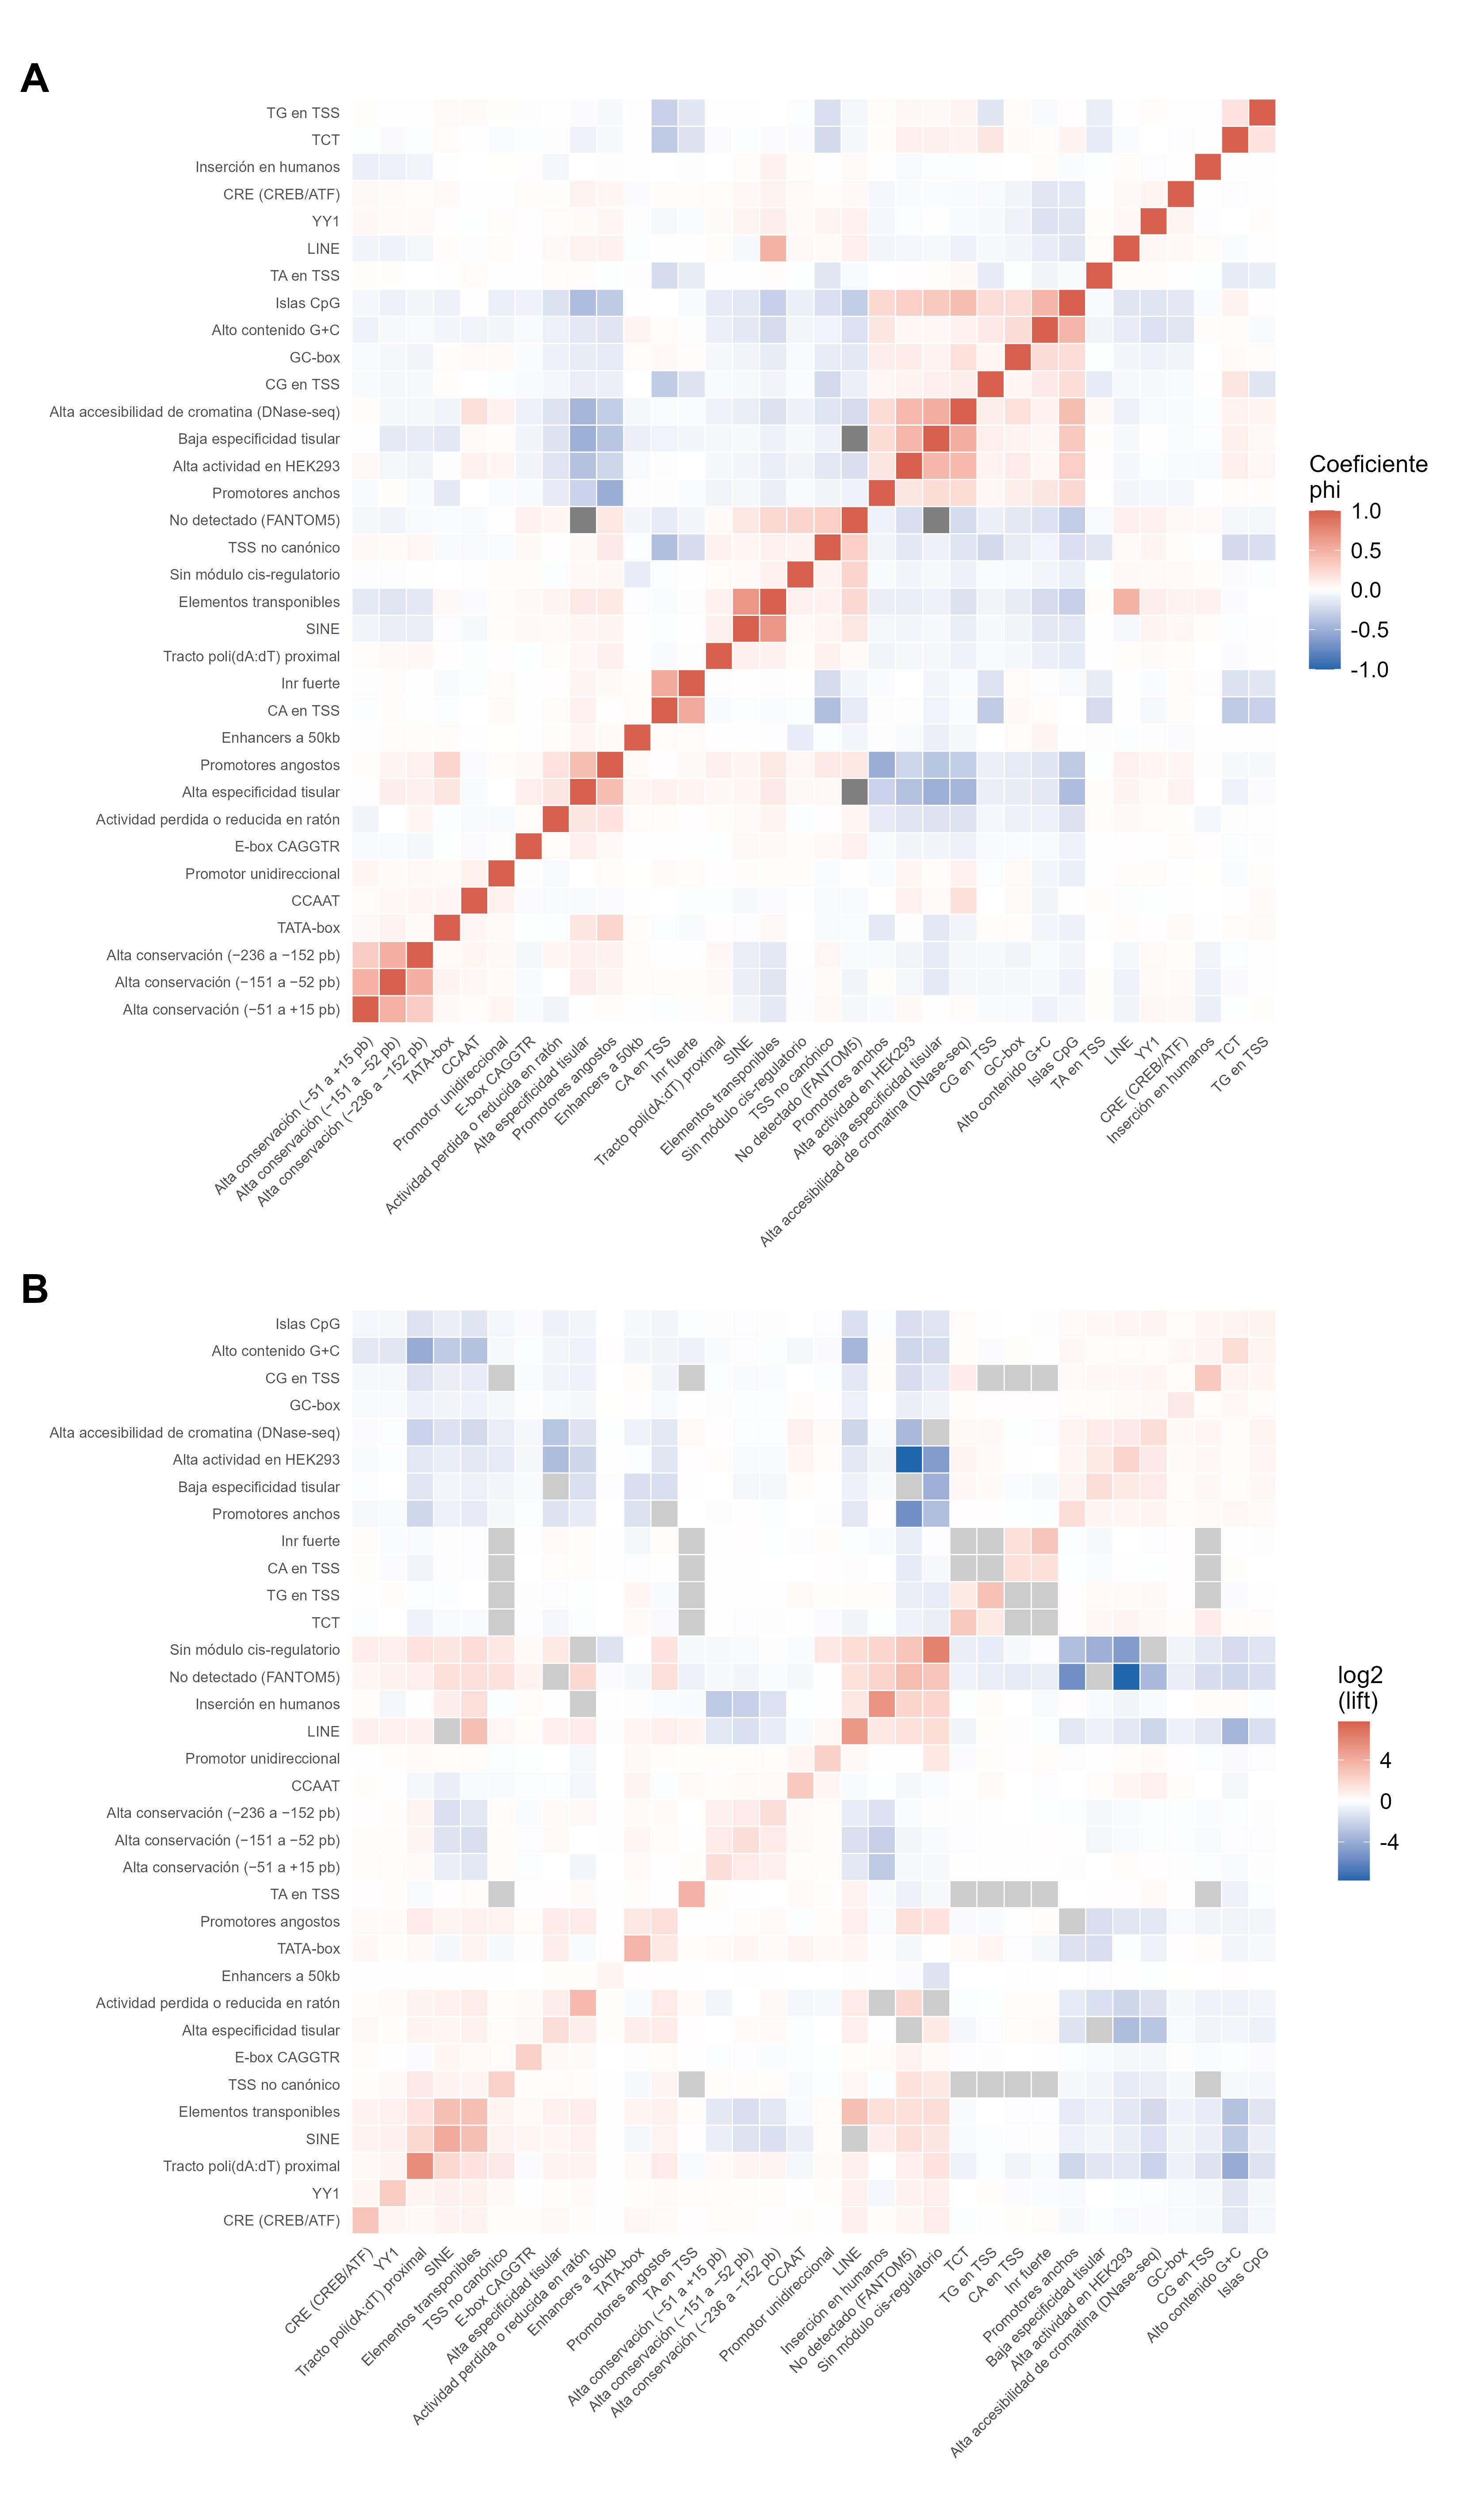 A
TG en TSS
TCT
Inserción en humanos
CRE (CREB/ATF)
YY1
LINE
TA en TSS
Islas CpG
Alto contenido G+C
GC-box
CG en TSS
Alta accesibilidad de cromatina (DNase-seq)
Baja especificidad tisular
Alta actividad en HEK293
Promotores anchos
No detectado (FANTOM5)
TSS no canónico
Sin módulo cis-regulatorio
Elementos transponibles
SINE
Tracto poli(dA:dT) proximal
Inr fuerte
CA en TSS
Enhancers a 50kb
Promotores angostos
Alta especificidad tisular
Actividad perdida o reducida en ratón
E-box CAGGTR
Promotor unidireccional
CCAAT
TATA-box
Alta conservación (−236 a −152 pb)
Alta conservación (−151 a −52 pb)
Alta conservación (−51 a +15 pb)
Alta conservación (−51 a +15 pb)
Alta conservación (−151 a −52 pb)
Alta conservación (−236 a −152 pb)
TATA-box
CCAAT
Promotor unidireccional
E-box CAGGTR
Actividad perdida o reducida en ratón
Alta especificidad tisular
Promotores angostos
Enhancers a 50kb
CA en TSS
Inr fuerte
Tracto poli(dA:dT) proximal
SINE
Elementos transponibles
Sin módulo cis-regulatorio
TSS no canónico
No detectado (FANTOM5)
Promotores anchos
Alta actividad en HEK293
Baja especificidad tisular
Alta accesibilidad de cromatina (DNase-seq)
CG en TSS
GC-box
Alto contenido G+C
Islas CpG
TA en TSS
LINE
YY1
CRE (CREB/ATF)
Inserción en humanos
TCT
TG en TSS
Coeficiente
phi
1.0
0.5
0.0
-0.5
-1.0
B
Islas CpG
Alto contenido G+C
CG en TSS
GC-box
Alta accesibilidad de cromatina (DNase-seq)
Alta actividad en HEK293
Baja especificidad tisular
Promotores anchos
Inr fuerte
CA en TSS
TG en TSS
TCT
Sin módulo cis-regulatorio
No detectado (FANTOM5)
Inserción en humanos
LINE
Promotor unidireccional
CCAAT
Alta conservación (−236 a −152 pb)
Alta conservación (−151 a −52 pb)
Alta conservación (−51 a +15 pb)
TA en TSS
Promotores angostos
TATA-box
Enhancers a 50kb
Actividad perdida o reducida en ratón
Alta especificidad tisular
E-box CAGGTR
TSS no canónico
Elementos transponibles
SINE
Tracto poli(dA:dT) proximal
YY1
CRE (CREB/ATF)
CRE (CREB/ATF)
YY1
Tracto poli(dA:dT) proximal
SINE
Elementos transponibles
TSS no canónico
E-box CAGGTR
Alta especificidad tisular
Actividad perdida o reducida en ratón
Enhancers a 50kb
TATA-box
Promotores angostos
TA en TSS
Alta conservación (−51 a +15 pb)
Alta conservación (−151 a −52 pb)
Alta conservación (−236 a −152 pb)
CCAAT
Promotor unidireccional
LINE
Inserción en humanos
No detectado (FANTOM5)
Sin módulo cis-regulatorio
TCT
TG en TSS
CA en TSS
Inr fuerte
Promotores anchos
Baja especificidad tisular
Alta actividad en HEK293
Alta accesibilidad de cromatina (DNase-seq)
GC-box
CG en TSS
Alto contenido G+C
Islas CpG
log2
(lift)
4
0
-4